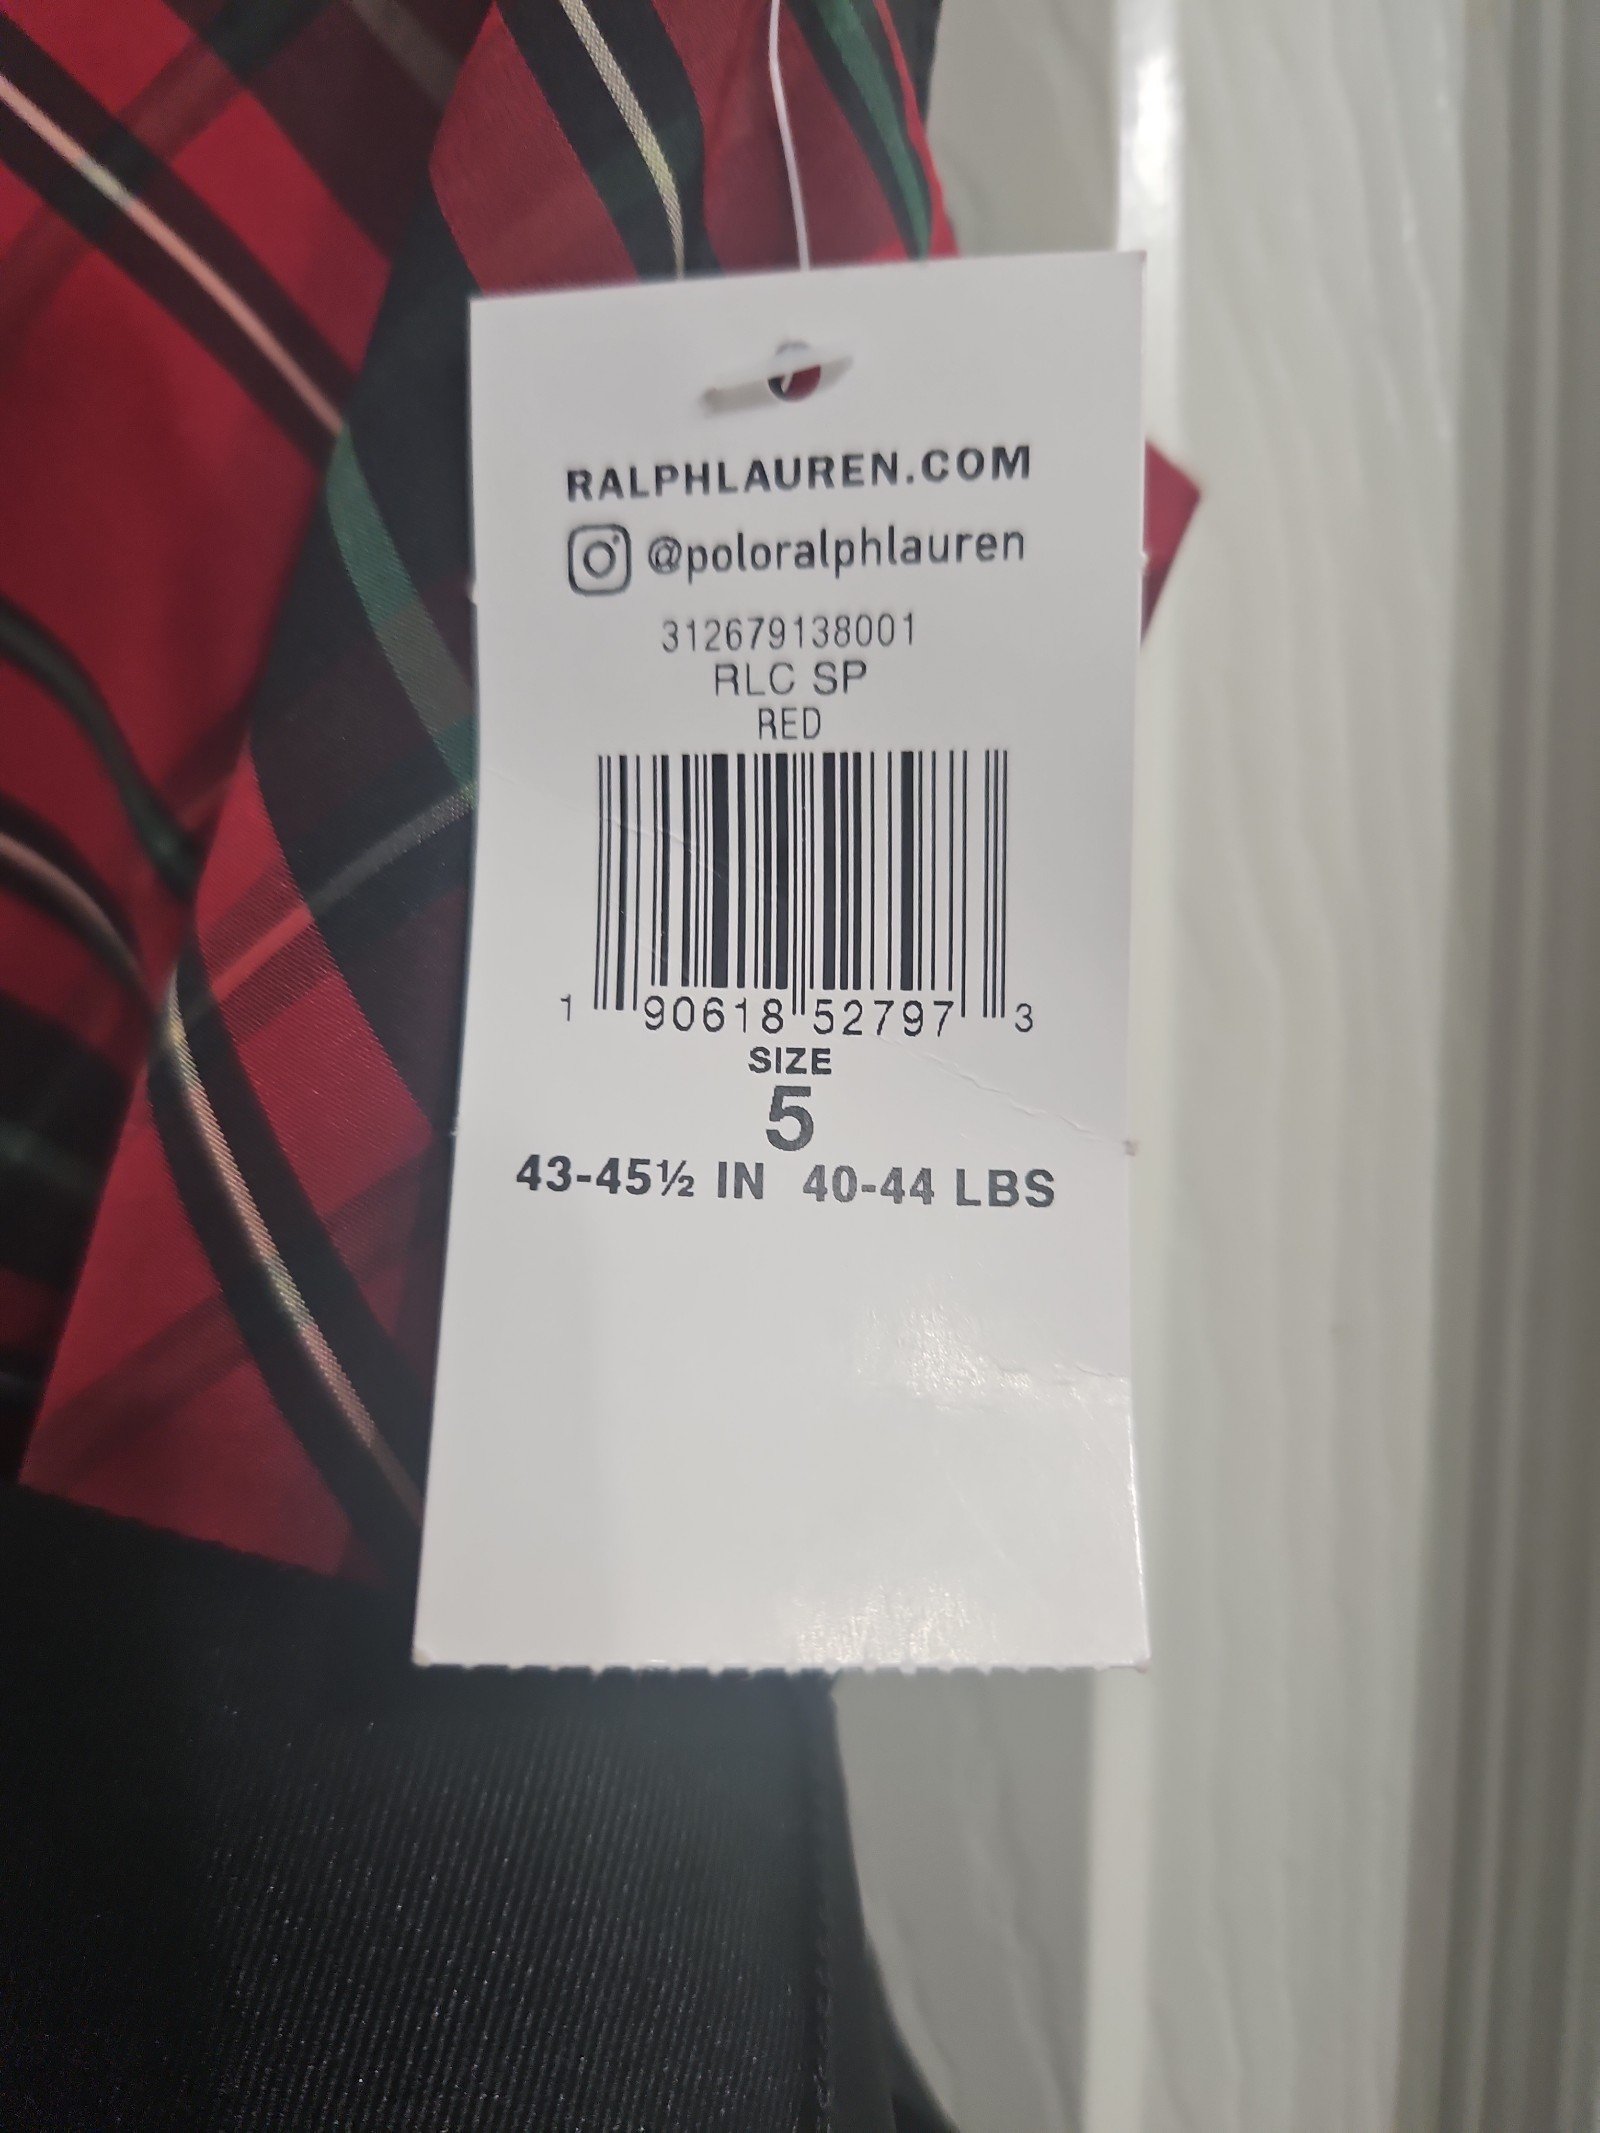 RALPHLAUREN.COM
@poloralphlauren
312679138001
RLC SP
RED
1 90618 52797 3
SIZE
5
43-45½ IN 40-44 LBS